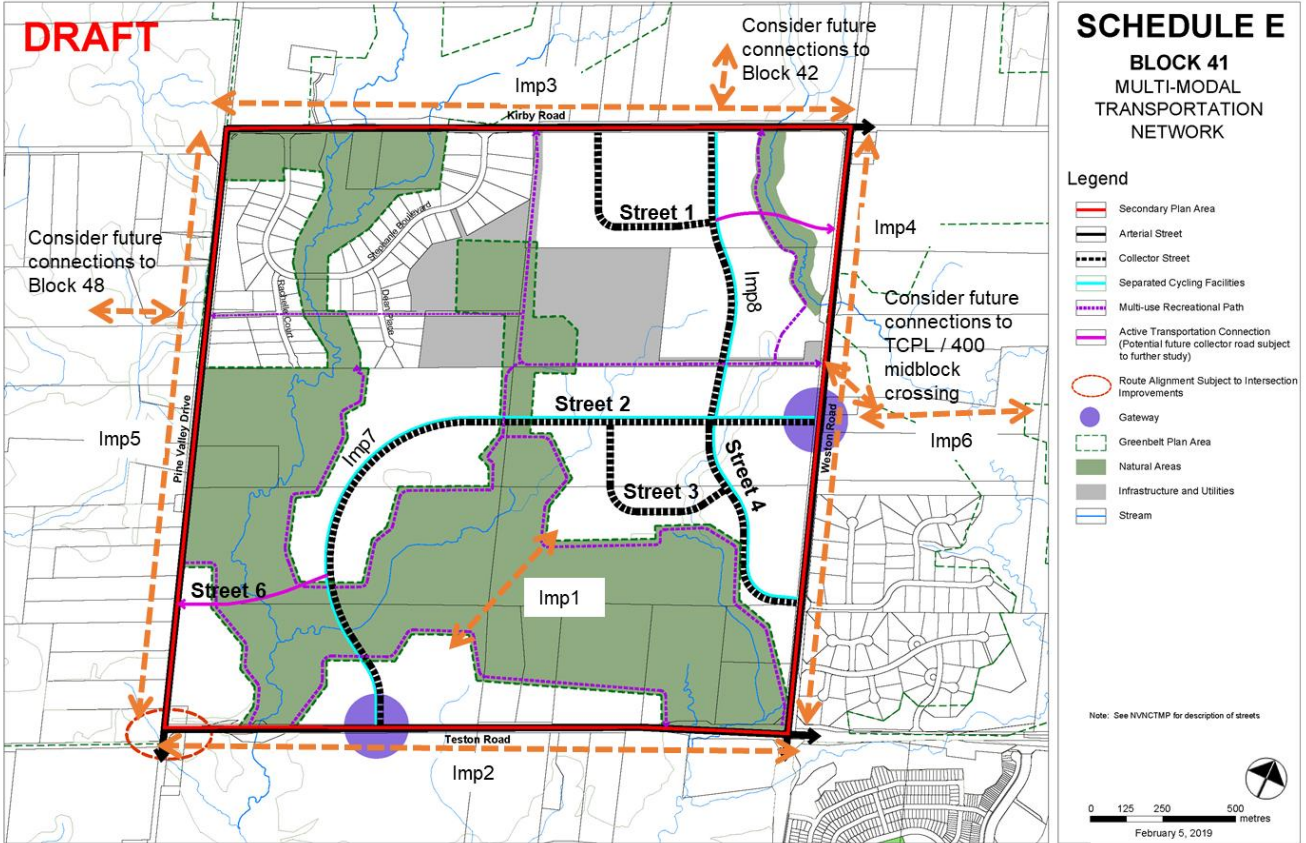 DRAFT
Consider future
connections to
Block 42
Imp3
Kirby Road
Street 1
Stephanie Boulevard
Imp4
Consider future
connections to
Block 48
Rachelle Court
Imp8
Consider future
connections to
TCPL / 400
midblock
crossing
Street 2
Imp5
Pine Valley Drive
Imp7
Weston Road
Imp6
Street 3
Street 4
Street 6
Imp1
Teston Road
Imp2
SCHEDULE E
BLOCK 41
MULTI-MODAL
TRANSPORTATION
NETWORK
Legend
Secondary Plan Area
Arterial Street
Collector Street
Separated Cycling Facilities
Multi-use Recreational Path
Active Transportation Connection
(Potential future collector road subject
to further study)
Route Alignment Subject to Intersection
Improvements
Gateway
Greenbelt Plan Area
Natural Areas
Infrastructure and Utilities
Stream
Note: See NVNCTMP for description of streets
0 125 250 500
metres
February 5, 2019